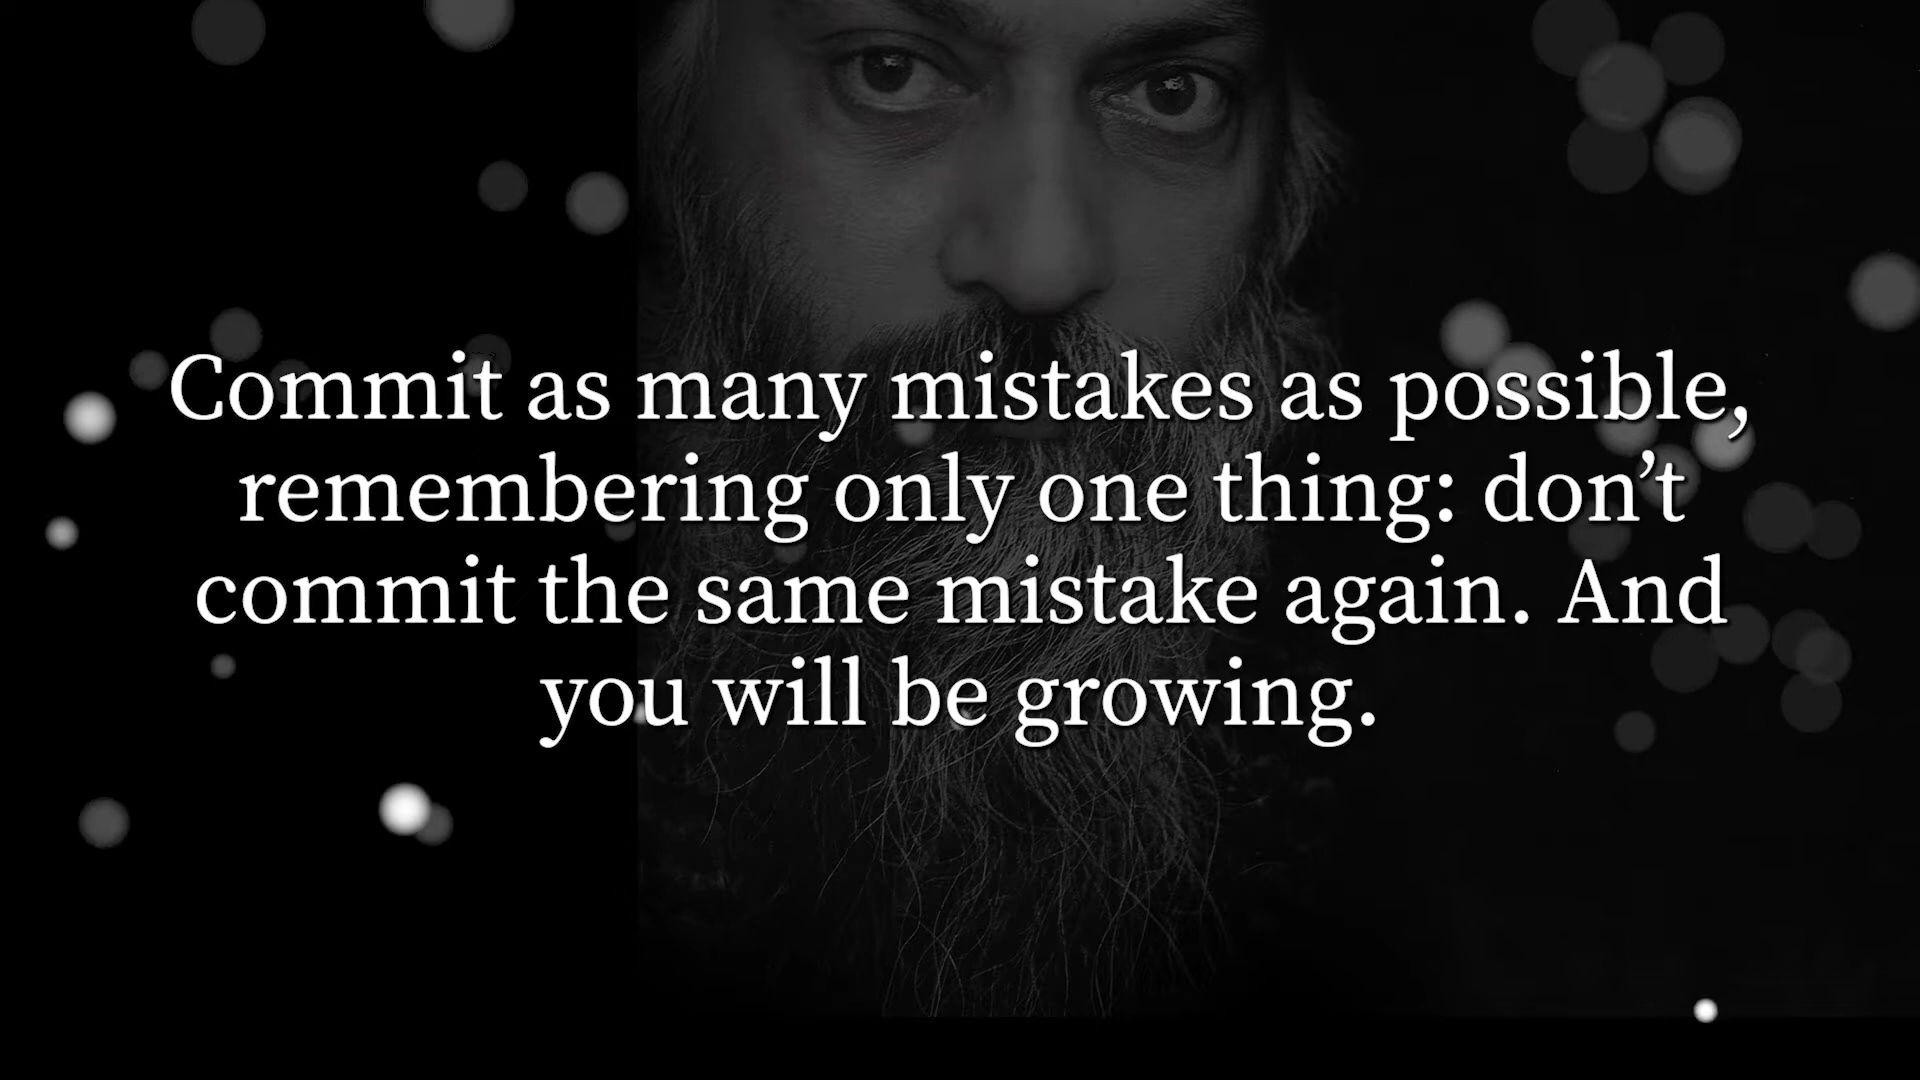 Commit as many mistakes as possible,
remembering only one thing: don’t
commit the same mistake again. And
you will be growing.